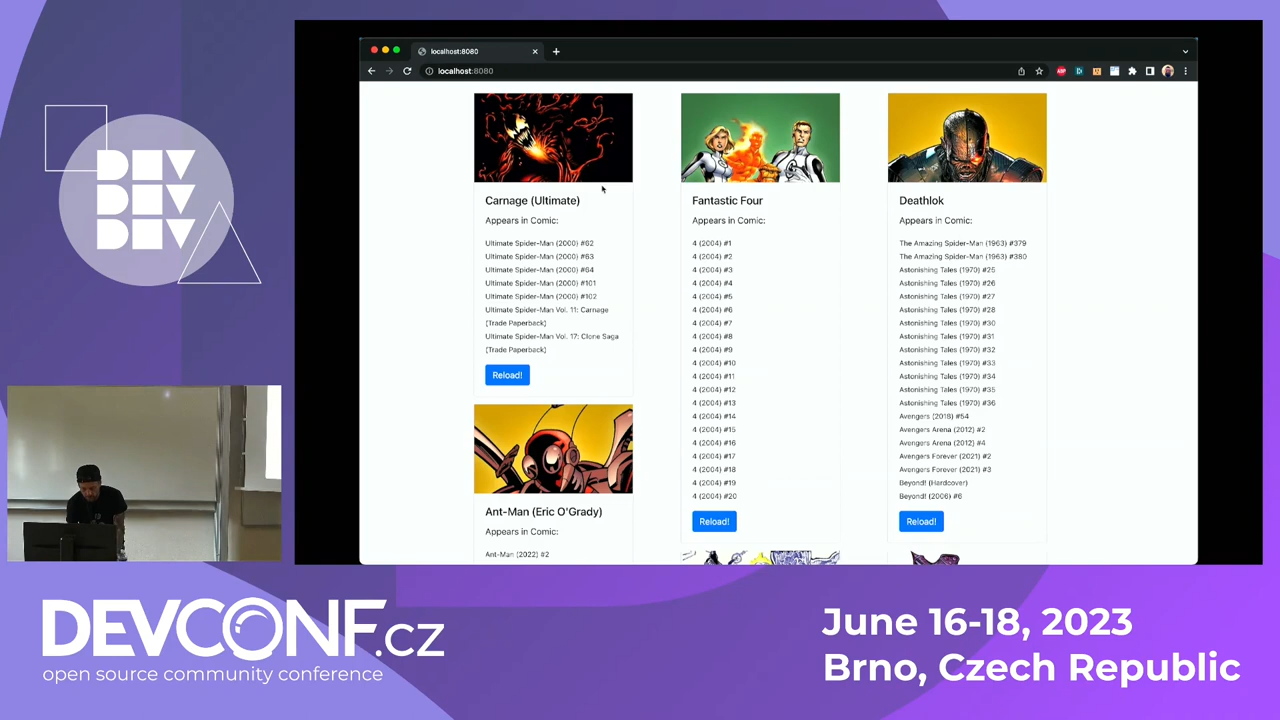 localhost:8080
localhost:8080
Carnage (Ultimate)
Appears in Comic:
Ultimate Spider-Man (2000) #62
Ultimate Spider-Man (2000) #63
Ultimate Spider-Man (2000) #64
Ultimate Spider-Man (2000) #101
Ultimate Spider-Man (2000) #102
Ultimate Spider-Man Vol. 11: Carnage
[Trade Paperback]
Ultimate Spider-Man Vol. 17: Clone Saga
[Trade Paperback]
Reload!
Ant-Man (Eric O'Grady)
Appears in Comic:
Ant-Man (2022) #2
Fantastic Four
Appears in Comic:
4 (2004) #1
4 (2004) #2
4 (2004) #3
4 (2004) #4
4 (2004) #5
4 (2004) #6
4 (2004) #7
4 (2004) #8
4 (2004) #9
4 (2004) #10
4 (2004) #11
4 (2004) #12
4 (2004) #13
4 (2004) #14
4 (2004) #15
4 (2004) #16
4 (2004) #17
4 (2004) #18
4 (2004) #19
4 (2004) #20
Reload!
Deathlok
Appears in Comic:
The Amazing Spider-Man (1963) #379
The Amazing Spider-Man (1963) #380
Astonishing Tales (1970) #25
Astonishing Tales (1970) #26
Astonishing Tales (1970) #27
Astonishing Tales (1970) #28
Astonishing Tales (1970) #30
Astonishing Tales (1970) #31
Astonishing Tales (1970) #32
Astonishing Tales (1970) #33
Astonishing Tales (1970) #34
Astonishing Tales (1970) #35
Astonishing Tales (1970) #36
Avengers (2018) #54
Avengers Arena (2012) #2
Avengers Arena (2012) #4
Avengers Forever (2021) #2
Avengers Forever (2021) #3
Beyond! (Hardcover)
Beyond! (2006) #6
Reload!
DEV
DEV
DEV
DEVCONF.cz
open source community conference
June 16-18, 2023
Brno, Czech Republic